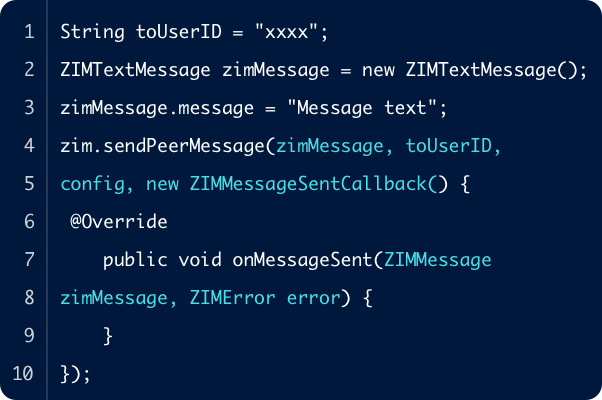 1 String toUserID = "xxxx";
2 ZIMTextMessage zimMessage = new ZIMTextMessage();
3 zimMessage.message = "Message text";
4 zim.sendPeerMessage(zimMessage, toUserID,
5 config, new ZIMMessageSentCallback() {
6 @Override
7 public void onMessageSent(ZIMMessage
8 zimMessage, ZIMError error) {
9 }
10 });